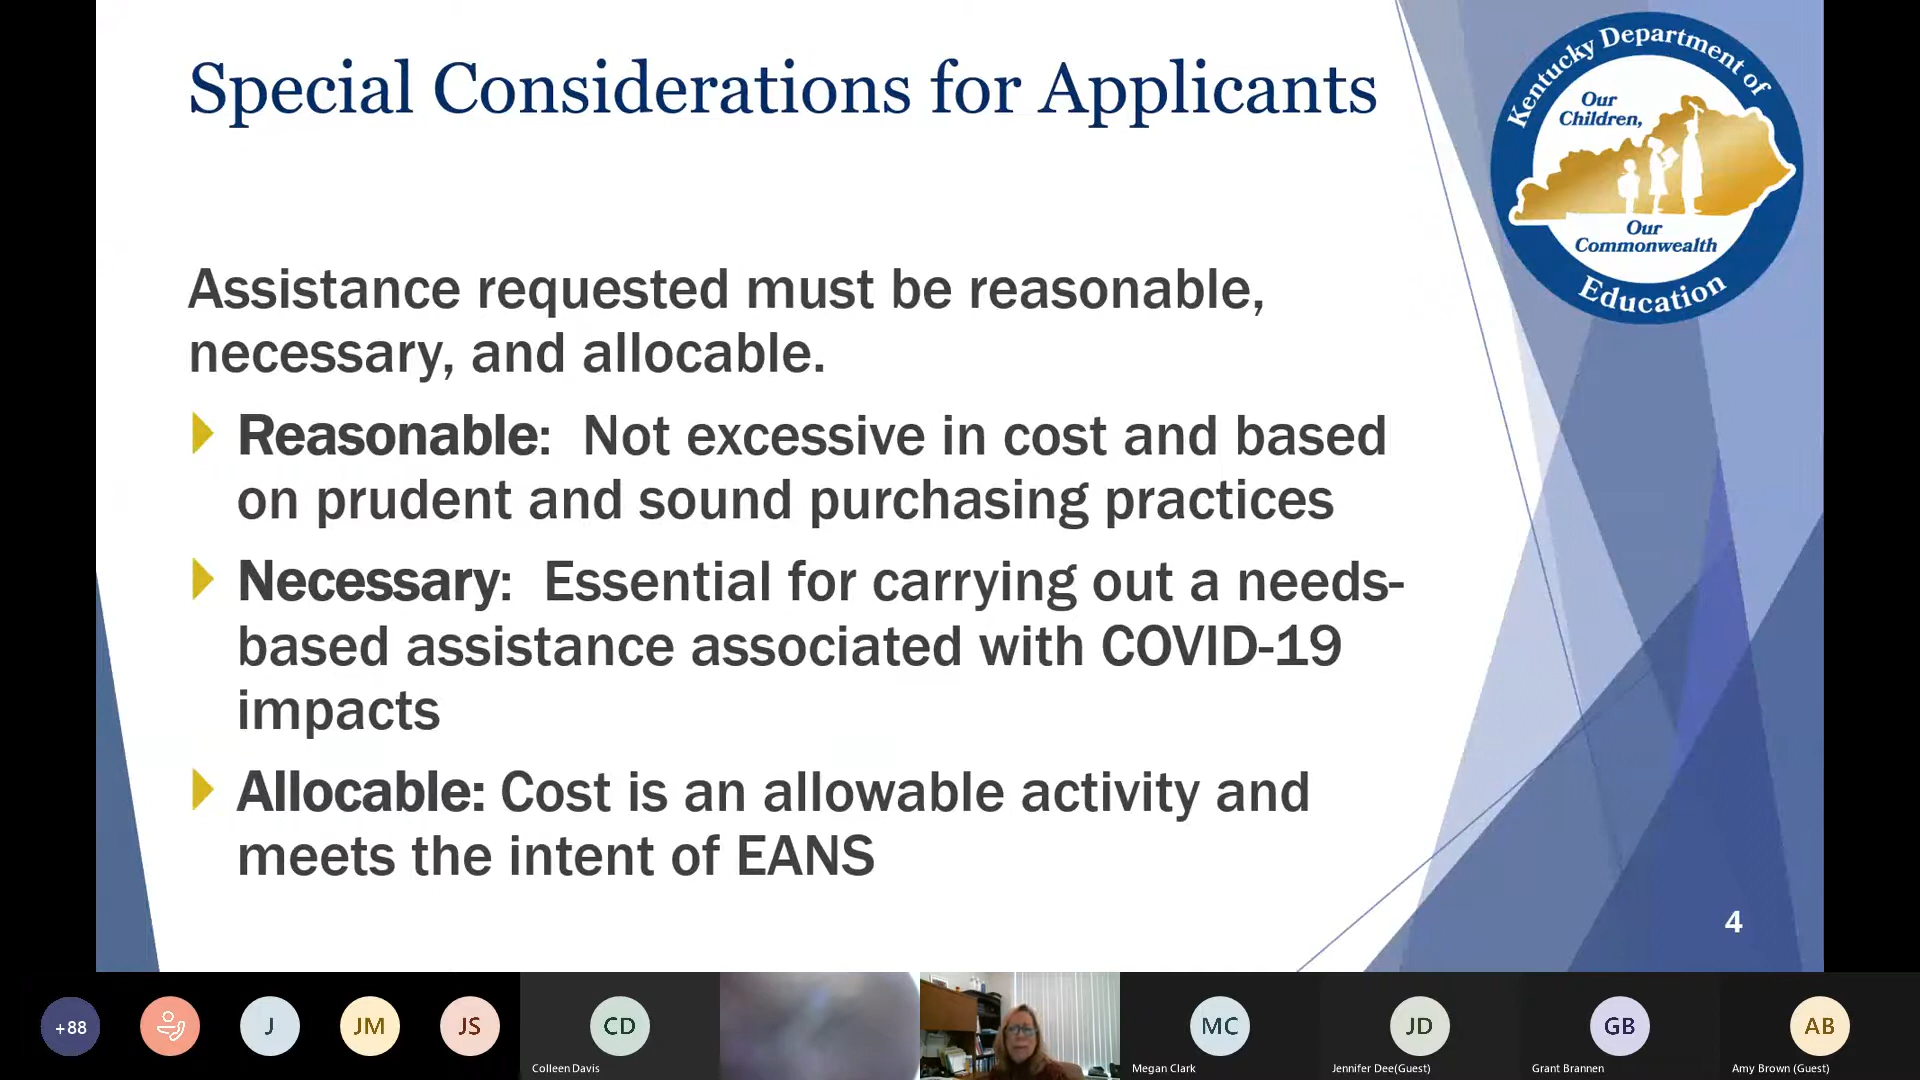 Special Considerations for Applicants
Kentucky Department of
Our
Children,
Our
Commonwealth
Education
Assistance requested must be reasonable,
necessary, and allocable.
Reasonable:  Not excessive in cost and based
on prudent and sound purchasing practices
Necessary:  Essential for carrying out a needs-
based assistance associated with COVID-19
impacts
Allocable: Cost is an allowable activity and
meets the intent of EANS
4
+88
J
JM
JS
CD
MC
JD
GB
AB
Colleen Davis
Megan Clark
Jennifer Dee(Guest)
Grant Brannen
Amy Brown (Guest)